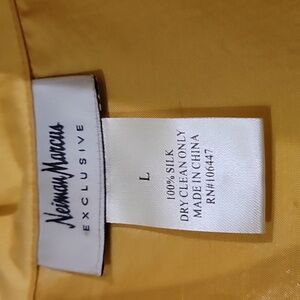 Neiman Marcus
EXCLUSIVE
L
100% SILK
DRY CLEAN ONLY
MADE IN CHINA
RN#106447